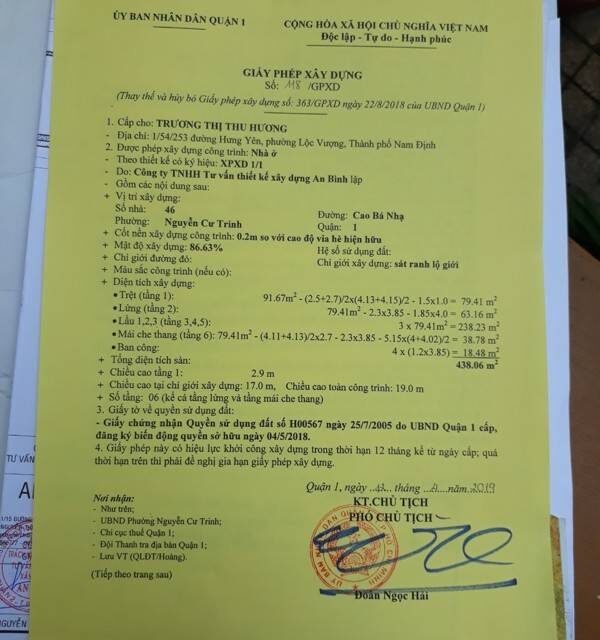 ỦY BAN NHÂN DÂN QUẬN 1
CỘNG HÒA XÃ HỘI CHỦ NGHĨA VIỆT NAM
Độc lập - Tự do - Hạnh phúc
GIẤY PHÉP XÂY DỰNG
Số: 118 /GPXD
(Thay thế và hủy bỏ Giấy phép xây dựng số: 363/GPXD ngày 22/8/2018 của UBND Quận 1)
1. Cấp cho: TRƯƠNG THỊ THU HƯƠNG
- Địa chỉ: 1/54/253 đường Hưng Yên, phường Lộc Vượng, Thành phố Nam Định
2. Được phép xây dựng công trình: Nhà ở
- Theo thiết kế có ký hiệu: XPXD 1/1
- Do: Công ty TNHH Tư vấn thiết kế xây dựng An Bình lập
- Gồm các nội dung sau:
+ Vị trí xây dựng:
Số nhà: 46 Đường: Cao Bá Nhạ
Phường: Nguyễn Cư Trinh Quận: 1
+ Cốt nền xây dựng công trình: 0.2m so với cao độ vỉa hè hiện hữu
+ Mật độ xây dựng: 86.63% Hệ số sử dụng đất:
+ Chỉ giới đường đỏ: Chỉ giới xây dựng: sát ranh lộ giới
+ Màu sắc công trình (nếu có):
+ Diện tích xây dựng:
• Trệt (tầng 1): 91.67m² - (2.5+2.7)/2x(4.13+4.15)/2 - 1.5x1.0 = 79.41 m²
• Lửng (tầng 2): 79.41m² - 2.3x3.85 - 1.85x4.0 = 63.16 m²
• Lầu 1,2,3 (tầng 3,4,5): 3 x 79.41m² = 238.23 m²
• Mái che thang (tầng 6): 79.41m² - (4.11+4.13)/2x2.7 - 2.3x3.85 - 5.15x(4+4.02)/2 = 38.78 m²
• Ban công: 4 x (1.2x3.85) = 18.48 m²
+ Tổng diện tích sàn: 438.06 m²
+ Chiều cao tầng 1: 2.9 m
+ Chiều cao tại chỉ giới xây dựng: 17.0 m, Chiều cao toàn công trình: 19.0 m
+ Số tầng: 06 (kể cả tầng lửng và tầng mái che thang)
3. Giấy tờ về quyền sử dụng đất:
- Giấy chứng nhận Quyền sử dụng đất số H00567 ngày 25/7/2005 do UBND Quận 1 cấp,
đăng ký biến động quyền sở hữu ngày 04/5/2018.
4. Giấy phép này có hiệu lực khởi công xây dựng trong thời hạn 12 tháng kể từ ngày cấp; quá
thời hạn trên thì phải đề nghị gia hạn giấy phép xây dựng.
Quận 1, ngày tháng năm 2019
KT.CHỦ TỊCH
PHÓ CHỦ TỊCH
Nơi nhận:
- Như trên;
- UBND Phường Nguyễn Cư Trinh;
- Chi cục thuế Quận 1;
- Đội Thanh tra địa bàn Quận 1;
- Lưu VT (QLĐT/Hoàng).
(Tiếp theo trang sau)
Đoàn Ngọc Hải
TƯ VẤN